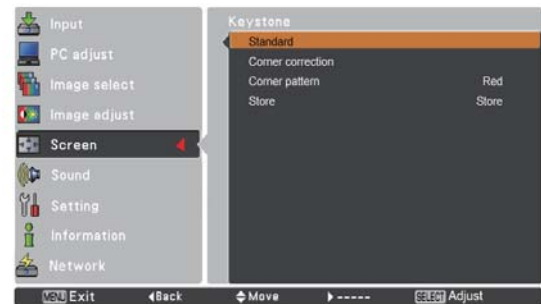 Input
PC adjust
Image select
Image adjust
Screen
Sound
Setting
Information
Network
Keystone
Standard
Corner correction
Corner pattern Red
Store Store
MENU Exit Back Move ----- SELECT Adjust